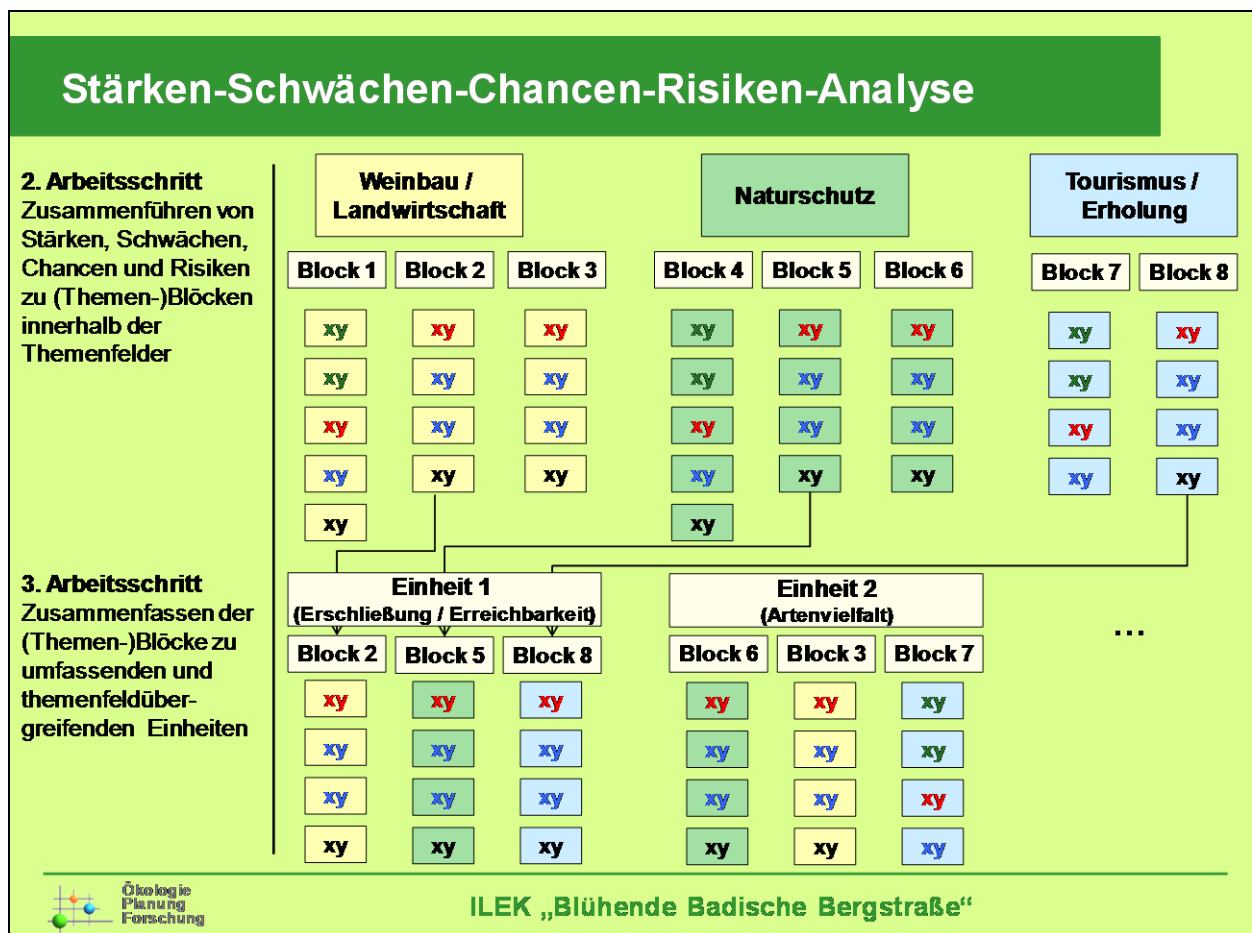 Stärken-Schwächen-Chancen-Risiken-Analyse
2. Arbeitsschritt
Zusammenführen von
Stärken, Schwächen,
Chancen und Risiken
zu (Themen-)Blöcken
innerhalb der
Themenfelder
Weinbau /
Landwirtschaft
Naturschutz
Tourismus /
Erholung
Block 1 Block 2 Block 3 Block 4 Block 5 Block 6 Block 7 Block 8
xy xy xy xy xy xy xy xy
xy xy xy xy xy xy xy xy
xy xy xy xy xy xy xy xy
xy xy xy xy xy xy xy xy
xy xy
3. Arbeitsschritt
Zusammenfassen der
(Themen-)Blöcke zu
umfassenden und
themenfeldüber-
greifenden Einheiten
Einheit 1
(Erschließung / Erreichbarkeit)
Einheit 2
(Artenvielfalt)
...
Block 2 Block 5 Block 8 Block 6 Block 3 Block 7
xy xy xy xy xy xy
xy xy xy xy xy xy
xy xy xy xy xy xy
xy xy xy xy xy xy
Ökologie
Planung
Forschung
ILEK „Blühende Badische Bergstraße“